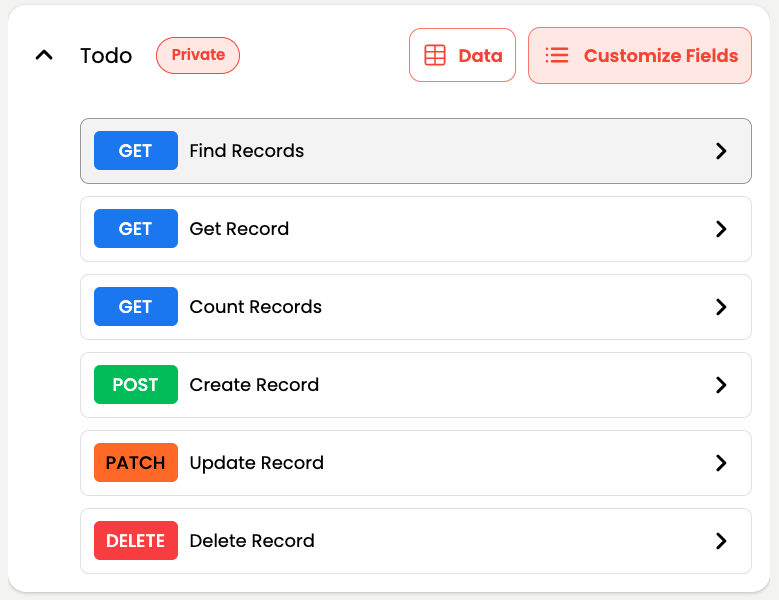 Todo Private Data Customize Fields
GET Find Records
GET Get Record
GET Count Records
POST Create Record
PATCH Update Record
DELETE Delete Record